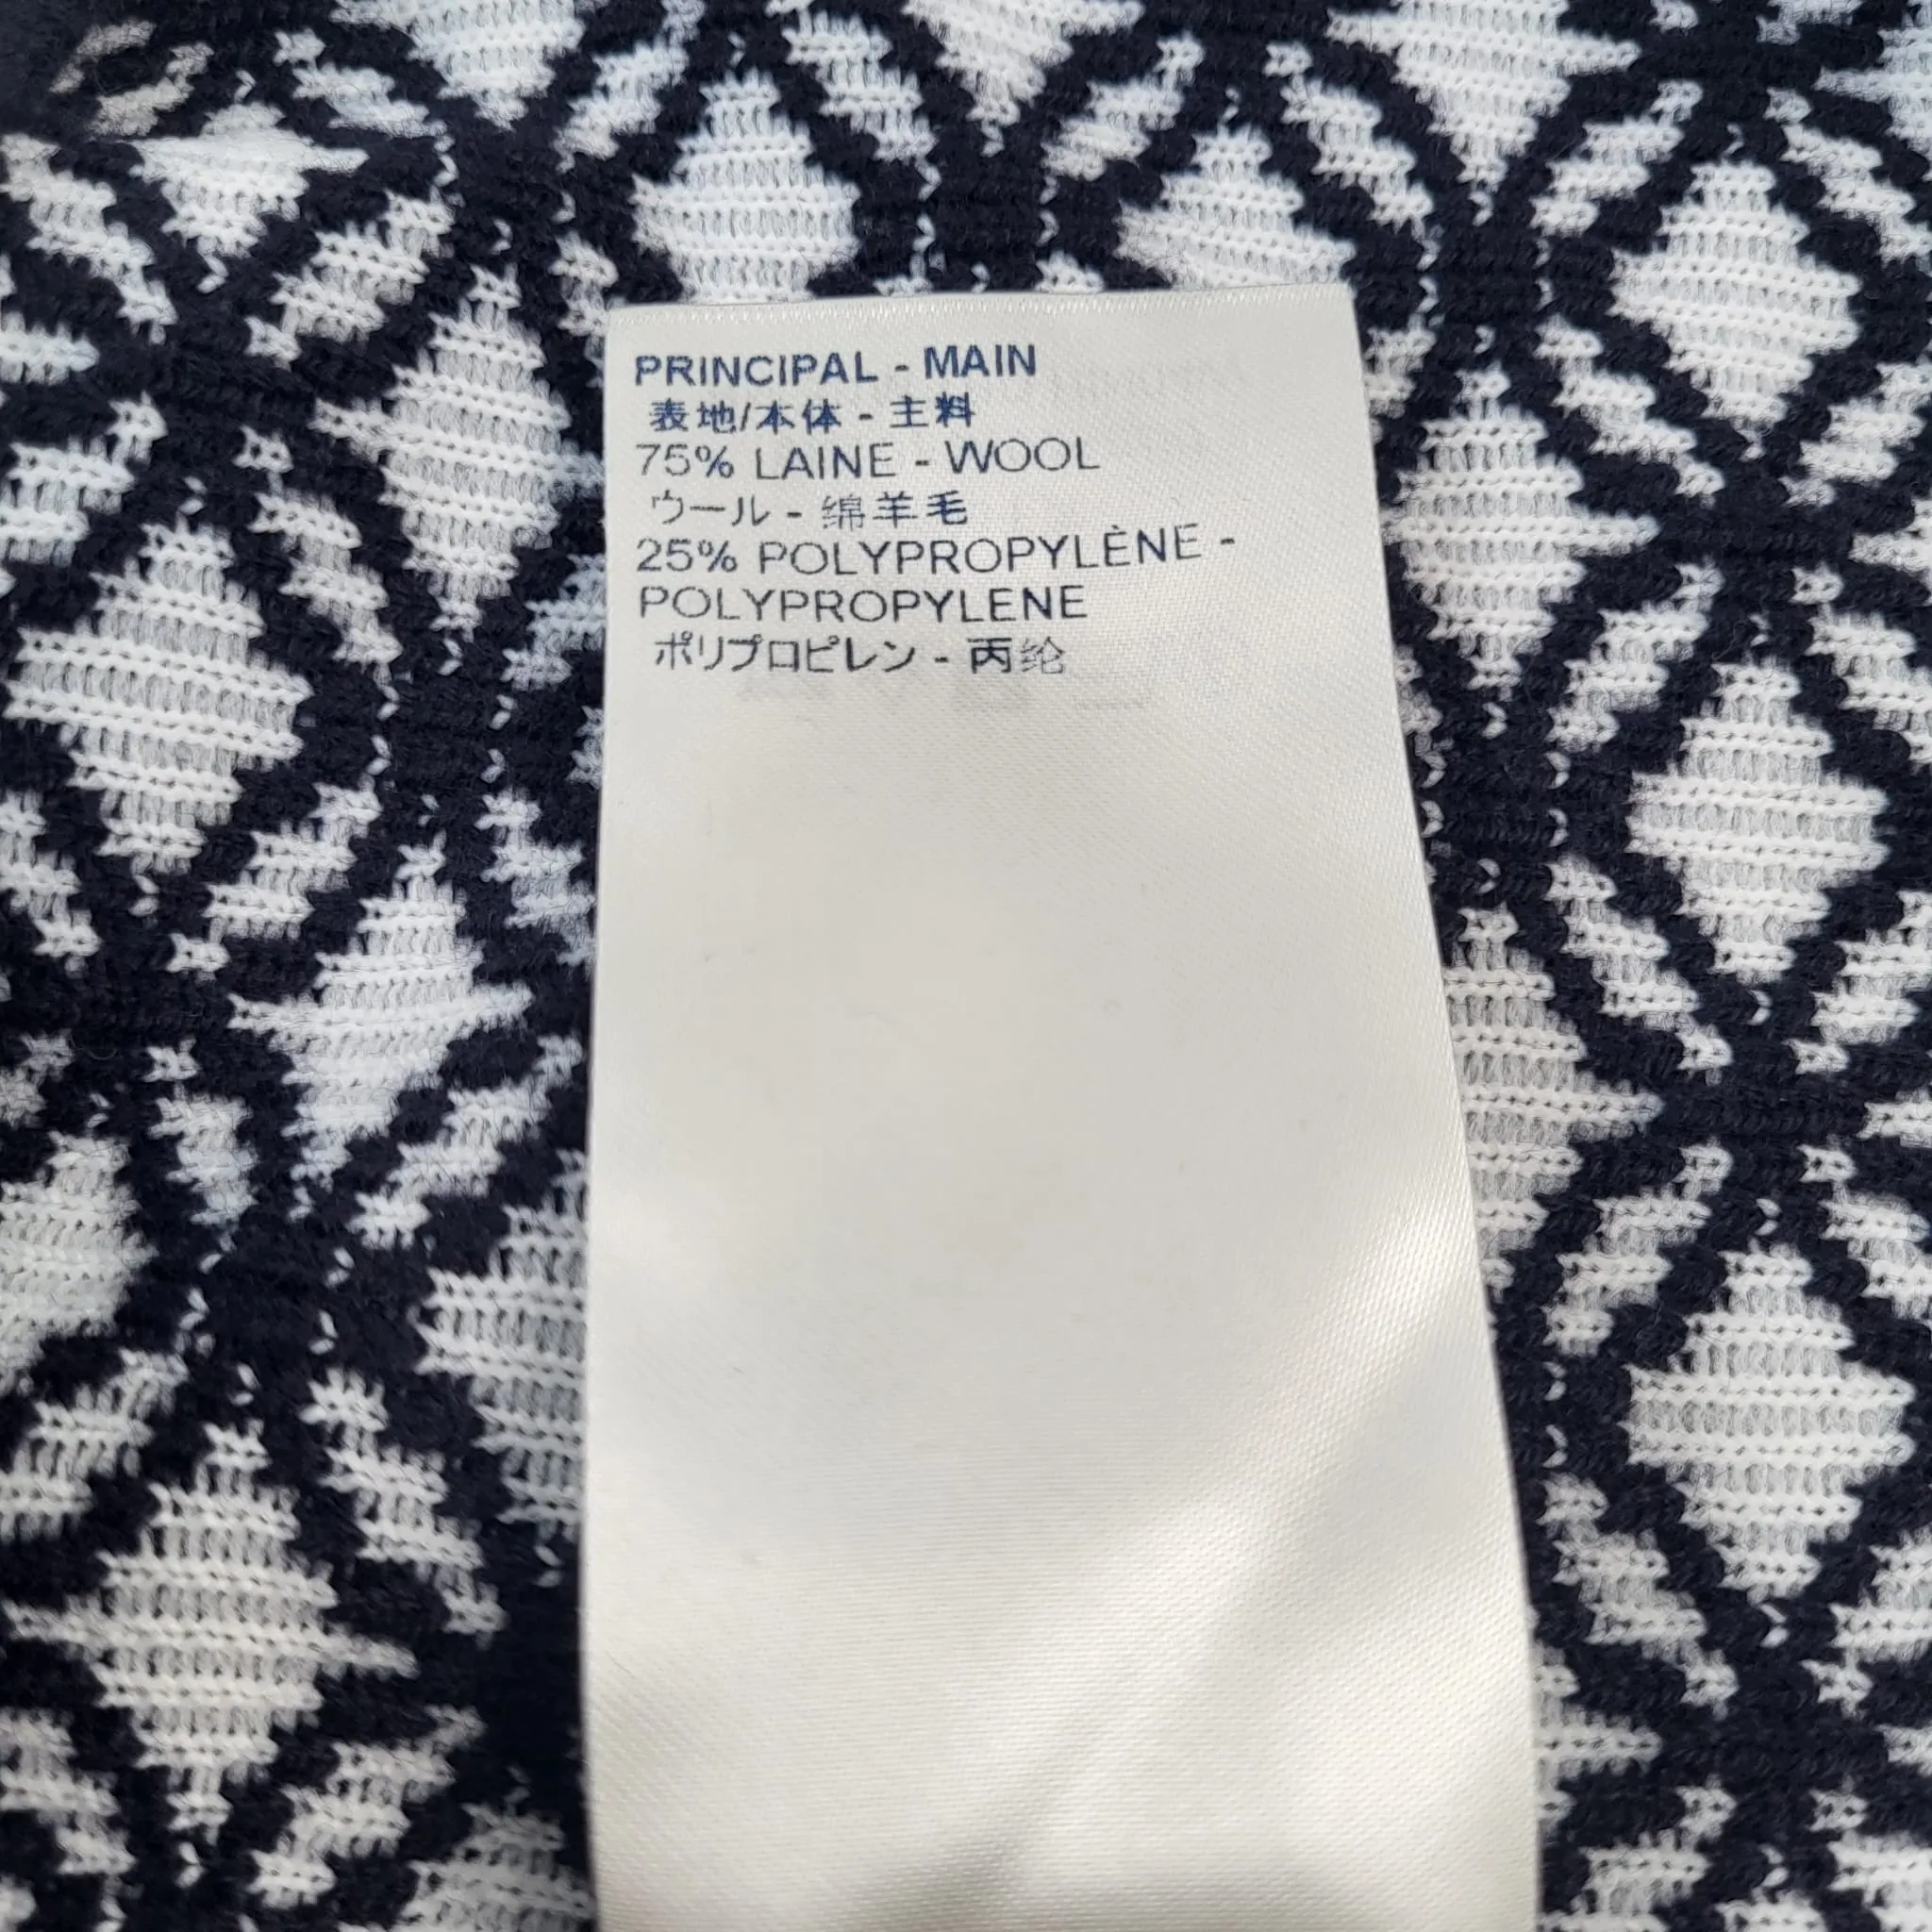 PRINCIPAL - MAIN
表地/本体 - 主料
75% LAINE - WOOL
ウール - 绵羊毛
25% POLYPROPYLÈNE -
POLYPROPYLENE
ポリプロピレン - 丙纶